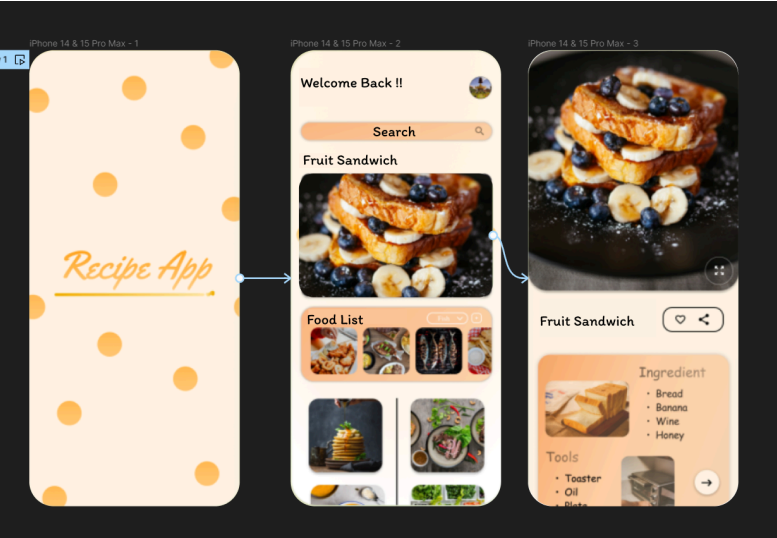 iPhone 14 & 15 Pro Max - 1
1
Recipe App
iPhone 14 & 15 Pro Max - 2
Welcome Back !!
Search
Fruit Sandwich
Food List
iPhone 14 & 15 Pro Max - 3
Fruit Sandwich
Ingredient
• Bread
• Banana
• Wine
• Honey
Tools
• Toaster
• Oil
• Plate